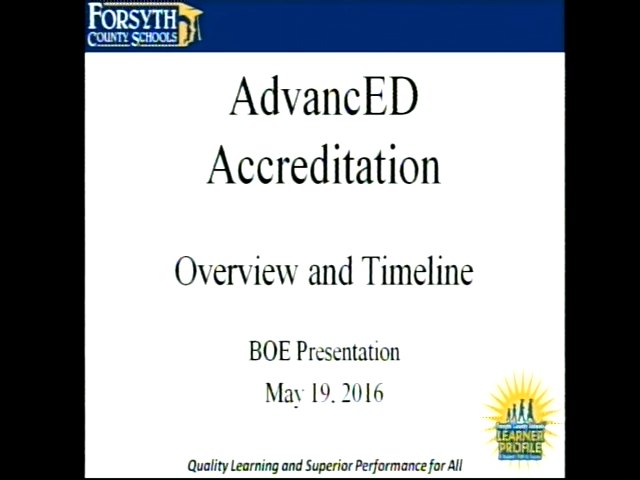 FORSYTH
COUNTY SCHOOLS
AdvancED
Accreditation
Overview and Timeline
BOE Presentation
May 19, 2016
LEARNER
PROFILE
Quality Learning and Superior Performance for All